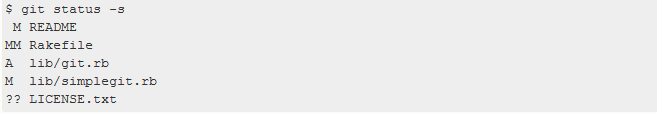 $ git status -s
 M README
MM Rakefile
A  lib/git.rb
M  lib/simplegit.rb
?? LICENSE.txt